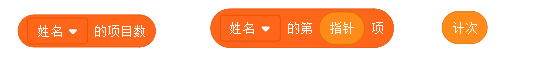 姓名 的项目数 姓名 的第 指针 项 计次